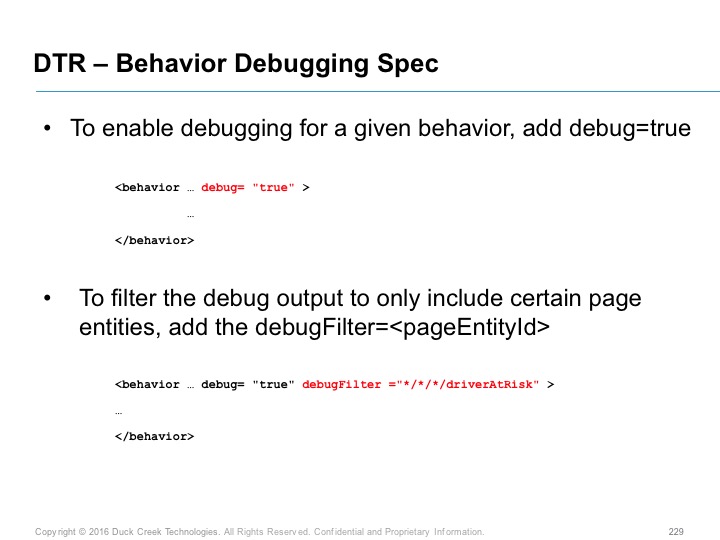 DTR – Behavior Debugging Spec
• To enable debugging for a given behavior, add debug=true
<behavior … debug= "true" >
…
</behavior>
• To filter the debug output to only include certain page
entities, add the debugFilter=<pageEntityId>
<behavior … debug= "true" debugFilter ="*/*/*/driverAtRisk" >
…
</behavior>
Copyright © 2016 Duck Creek Technologies. All Rights Reserved. Confidential and Proprietary Information. 229